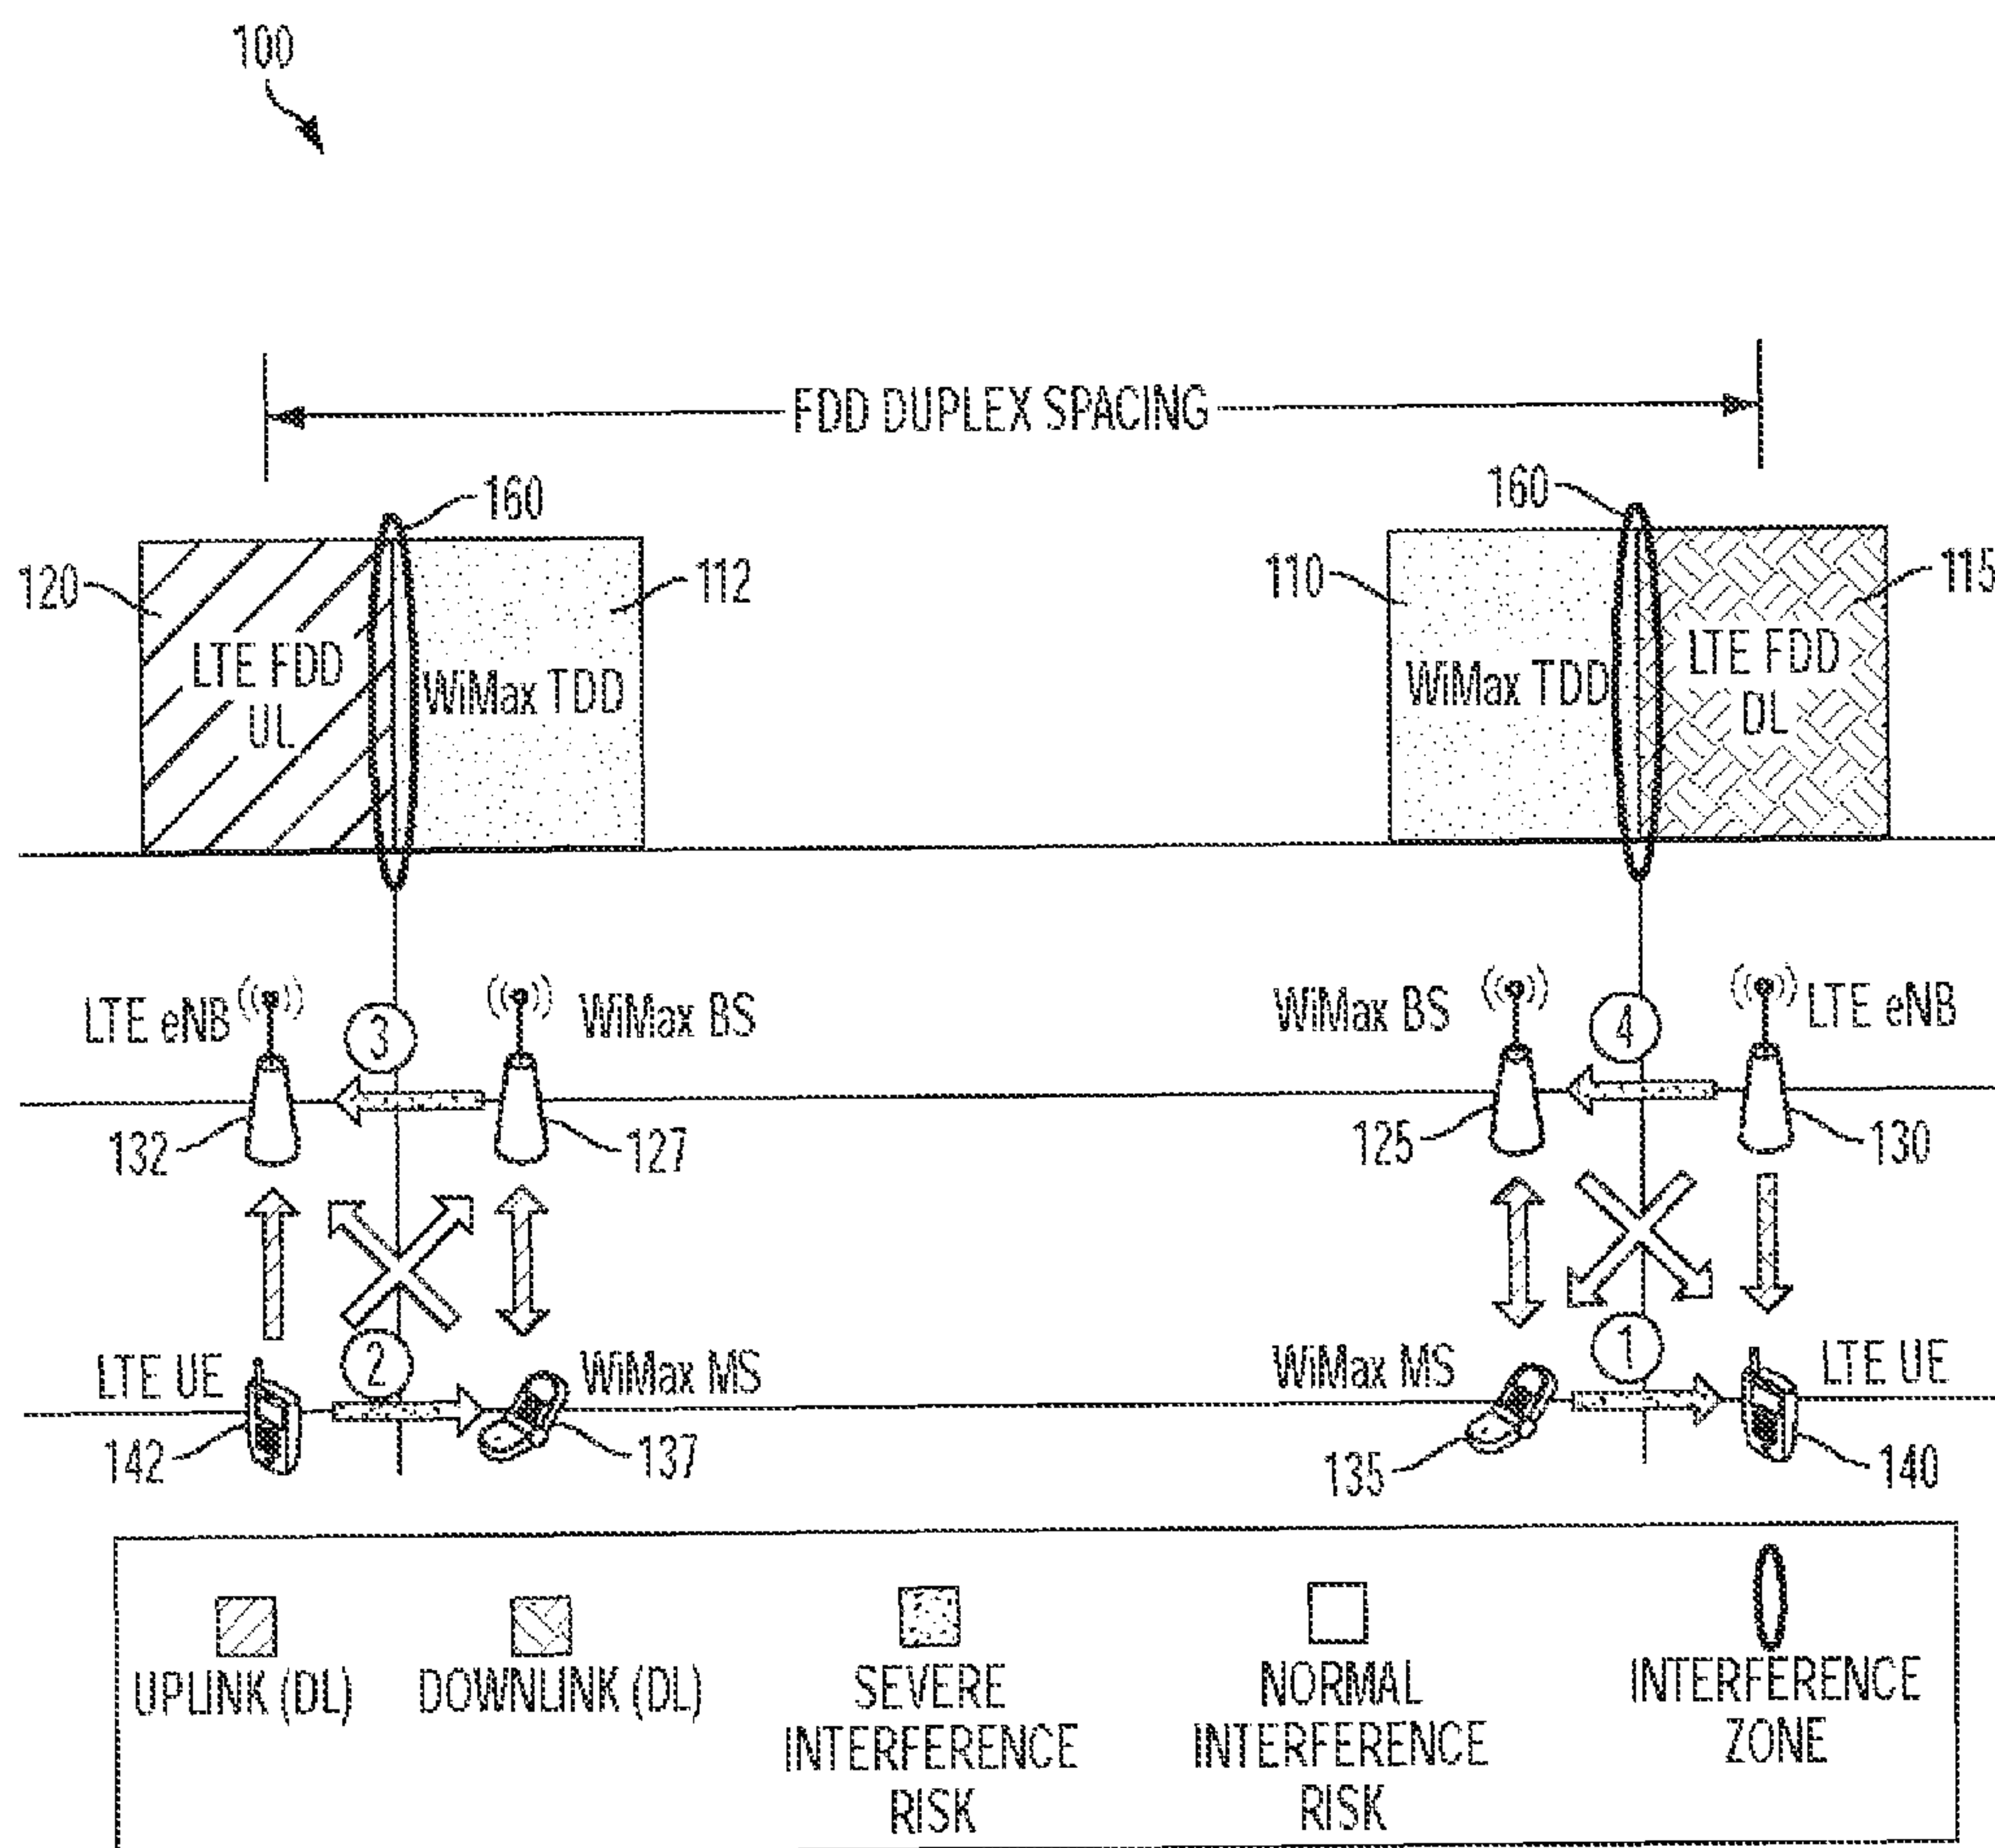 100
FDD DUPLEX SPACING
160
160
120
112
110
115
LTE FDD
UL
WiMax TDD
WiMax TDD
LTE FDD
DL
LTE eNB
3
WiMax BS
WiMax BS
4
LTE eNB
132
127
125
130
LTE UE
2
WiMax MS
WiMax MS
1
LTE UE
142
137
135
140
UPLINK (DL)
DOWNLINK (DL)
SEVERE
INTERFERENCE
RISK
NORMAL
INTERFERENCE
RISK
INTERFERENCE
ZONE